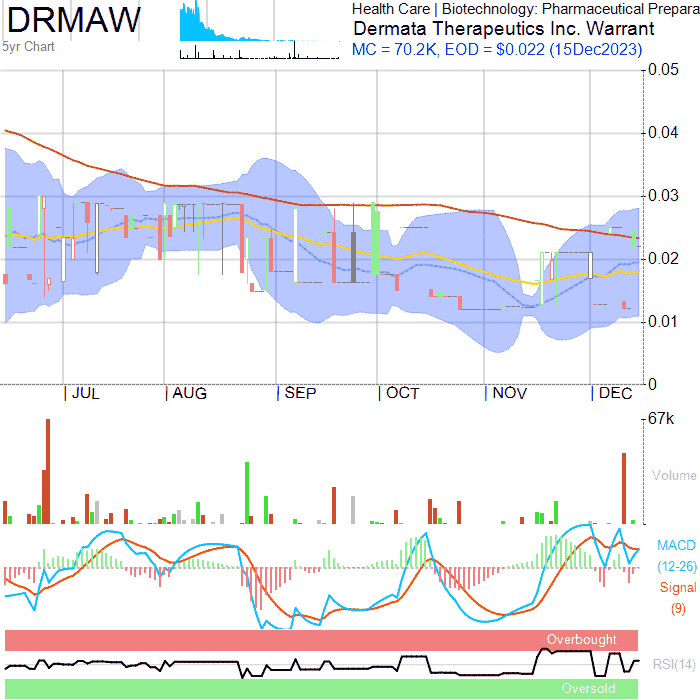 DRMAW
5yr Chart
Health Care | Biotechnology: Pharmaceutical Prepara
Dermata Therapeutics Inc. Warrant
MC = 70.2K, EOD = $0.022 (15Dec2023)
0.05
0.04
0.03
0.02
0.01
0
| JUL | AUG | SEP | OCT | NOV | DEC
67k
Volume
0
MACD
(12-26)
Signal
(9)
Overbought
RSI(14)
Oversold